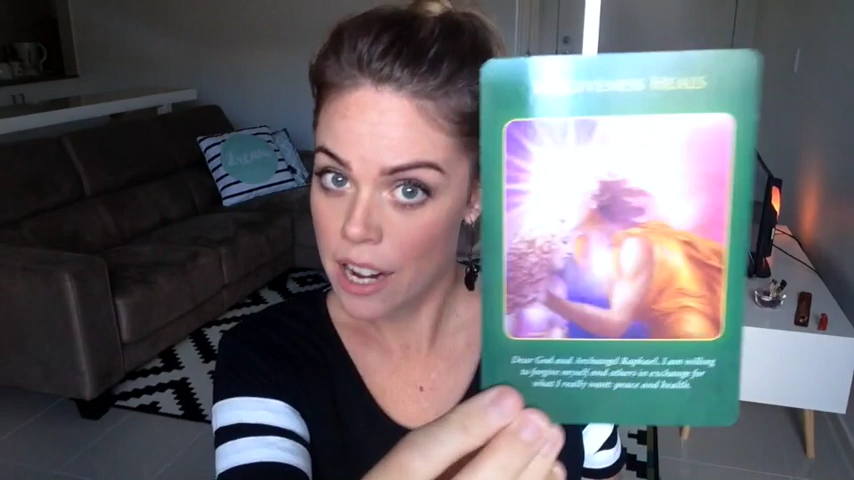 HEALS
Dear God and Archangel Raphael, I am willing
to forgive myself and others in exchange for
what I really want: peace and health.